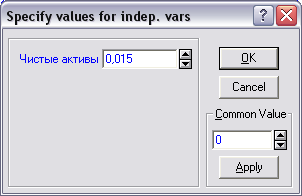 Specify values for indep. vars
Чистые активы 0,015
OK
Cancel
Common Value
0
Apply